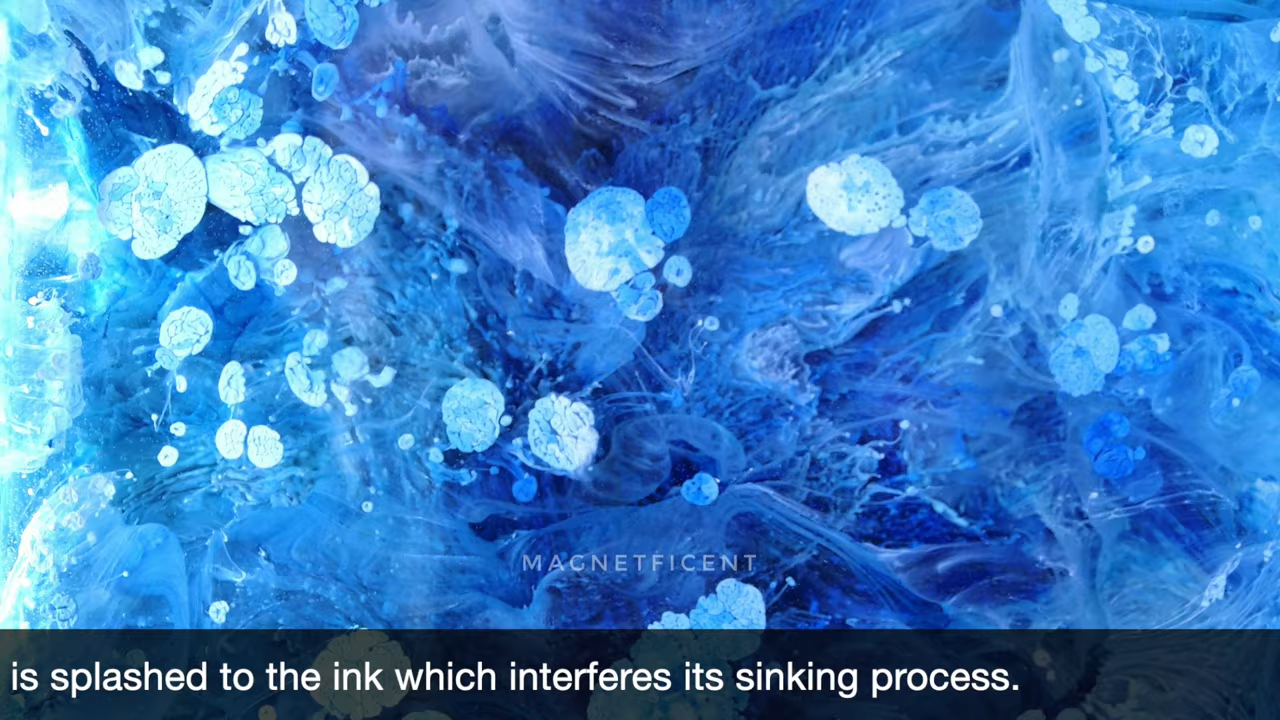 MAGNETFICENT
is splashed to the ink which interferes its sinking process.